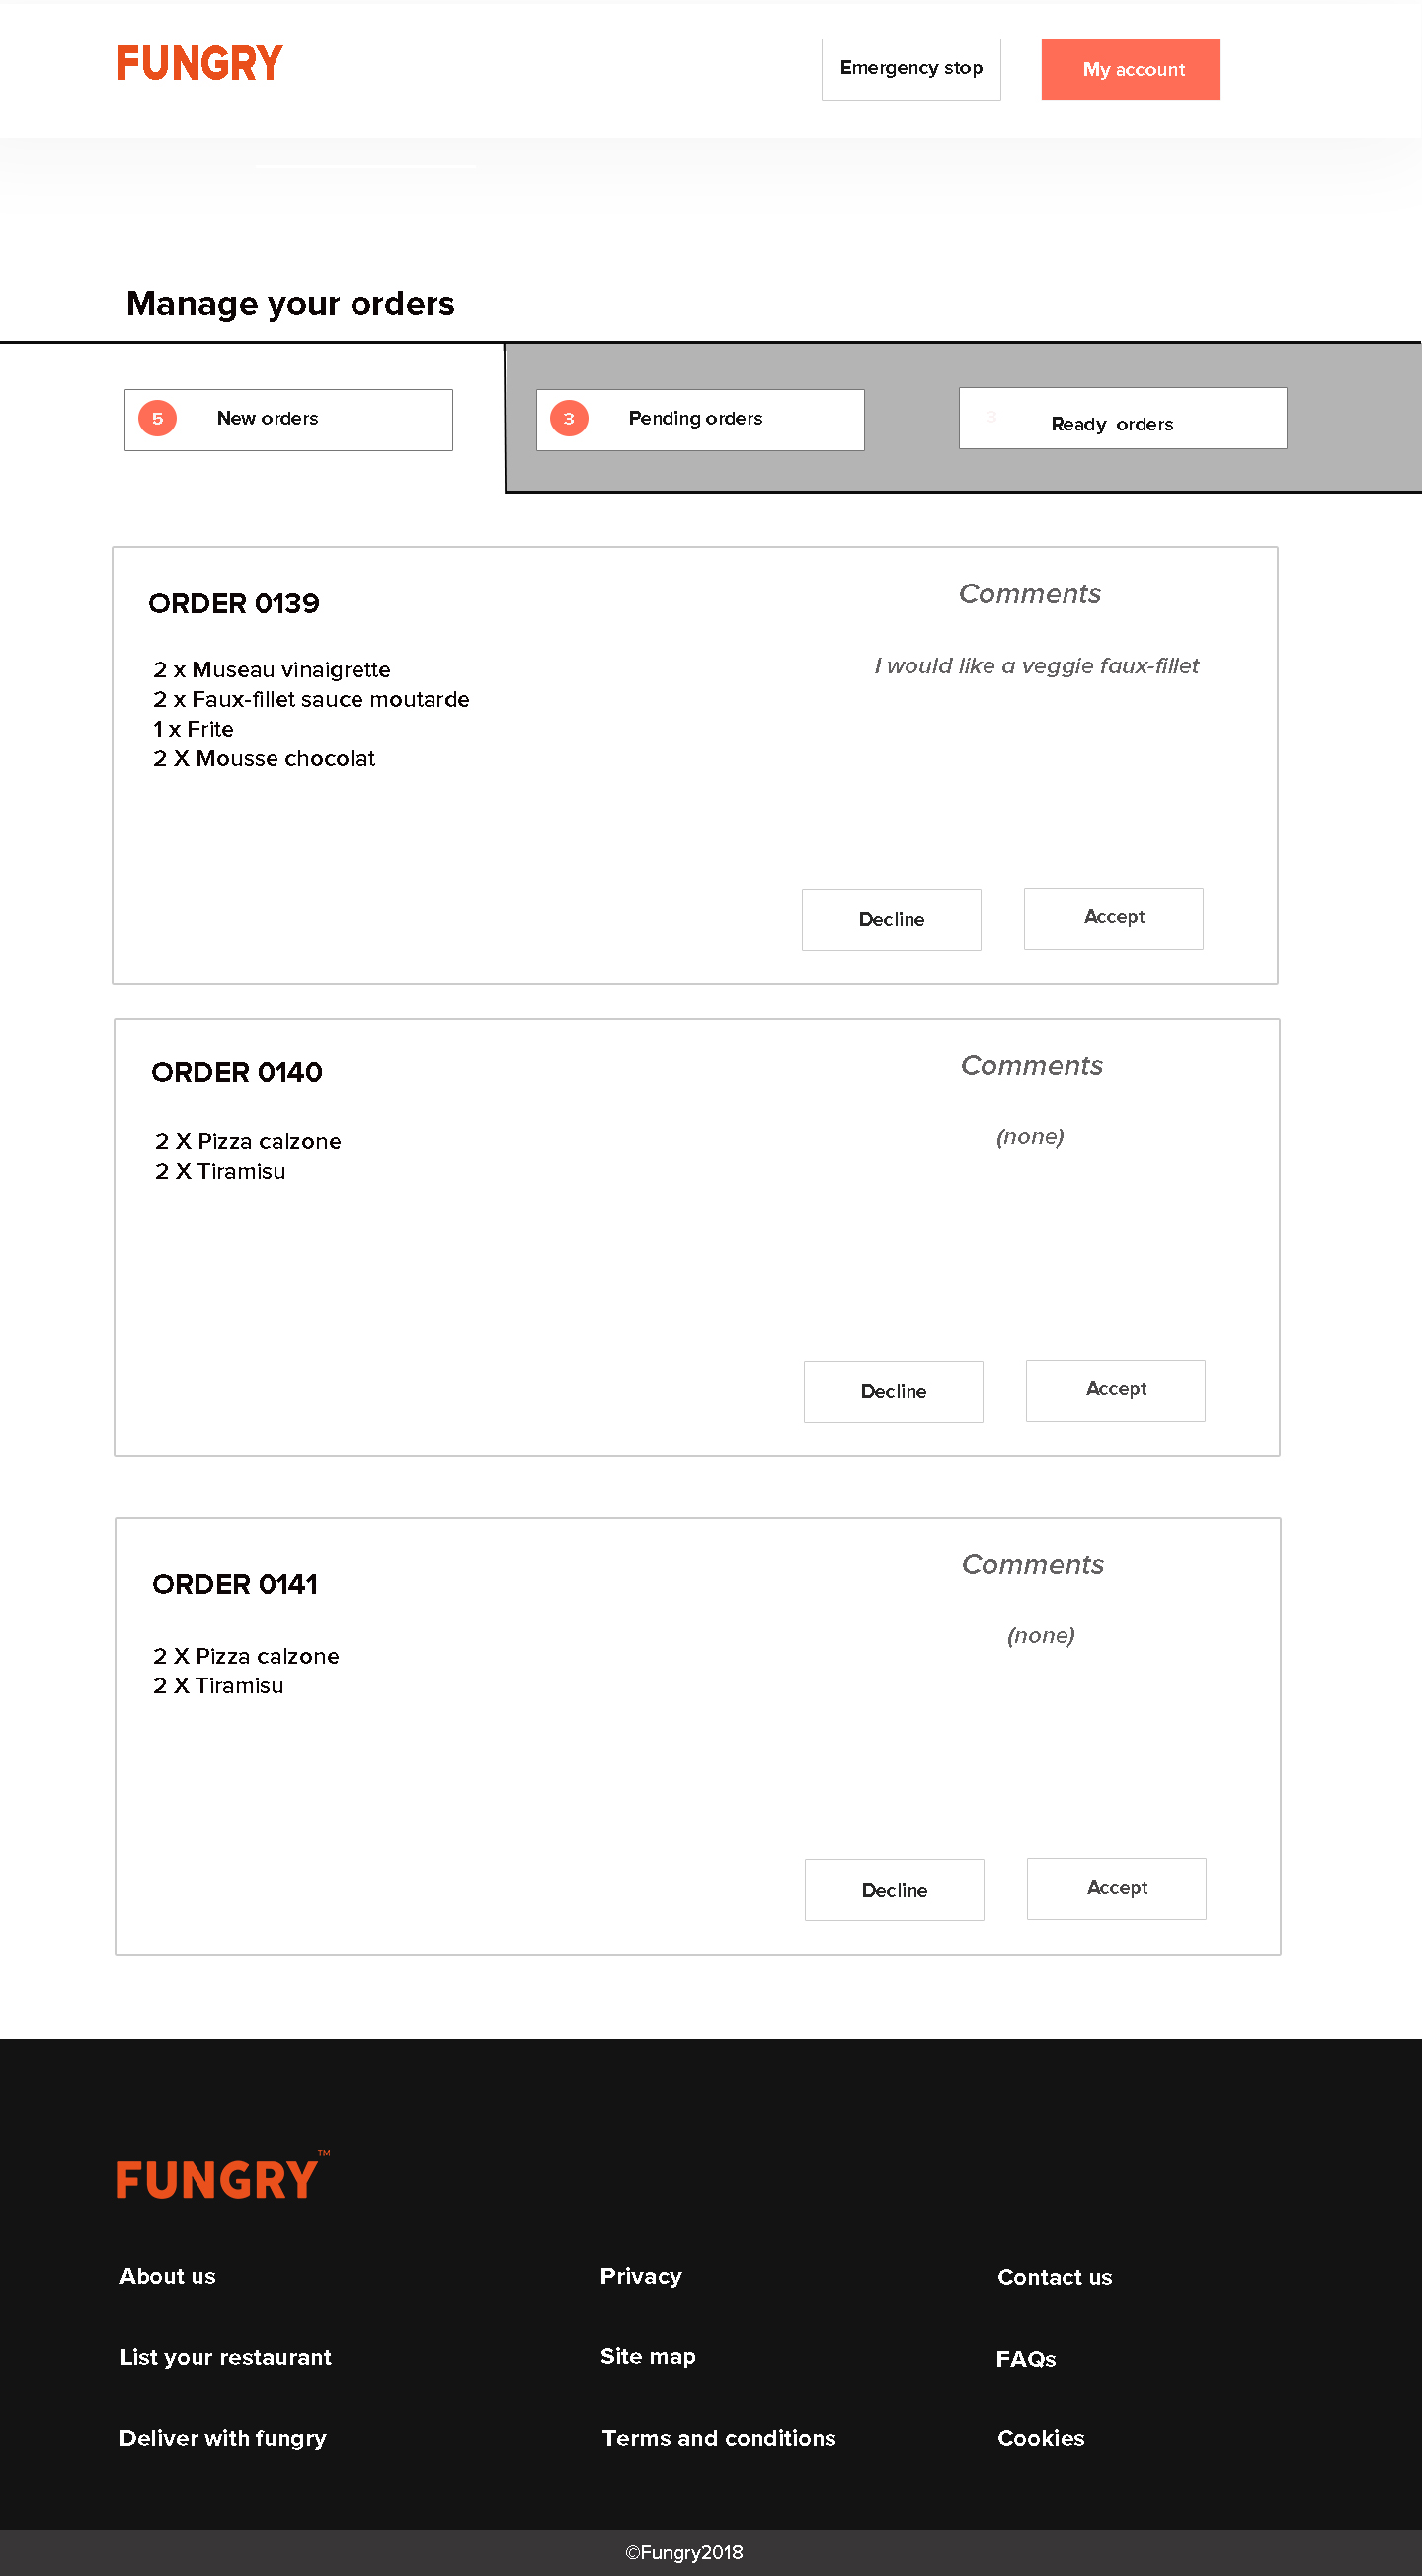 FUNGRY
Emergency stop
My account
Manage your orders
5 New orders
3 Pending orders
3 Ready orders
ORDER 0139
2 x Museau vinaigrette
2 x Faux-fillet sauce moutarde
1 x Frite
2 X Mousse chocolat
Comments
I would like a veggie faux-fillet
Decline
Accept
ORDER 0140
2 X Pizza calzone
2 X Tiramisu
Comments
(none)
Decline
Accept
ORDER 0141
2 X Pizza calzone
2 X Tiramisu
Comments
(none)
Decline
Accept
FUNGRY™
About us
Privacy
Contact us
List your restaurant
Site map
FAQs
Deliver with fungry
Terms and conditions
Cookies
©Fungry2018